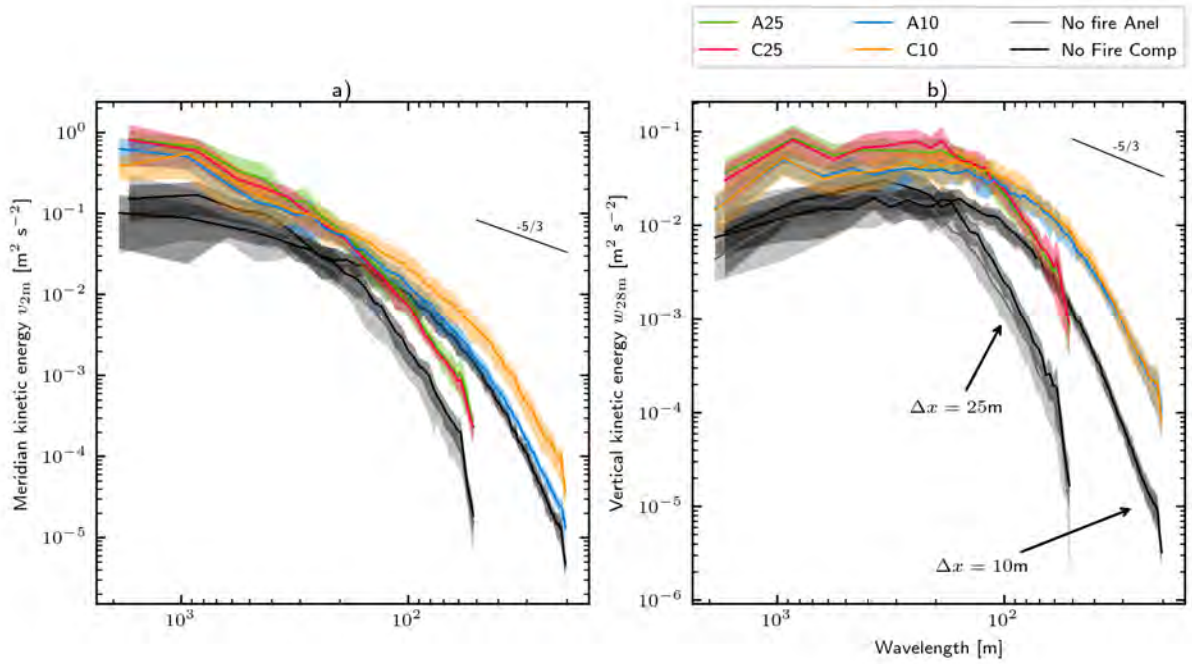 A25 A10 No fire Anel
C25 C10 No Fire Comp
a)
b)
Meridian kinetic energy v₂ₘ [m² s⁻²]
10⁰
10⁻¹
10⁻²
10⁻³
10⁻⁴
10⁻⁵
-5/3
10³ 10²
Vertical kinetic energy w₂₈ₘ [m² s⁻²]
10⁻¹
10⁻²
10⁻³
10⁻⁴
10⁻⁵
10⁻⁶
-5/3
Δx = 25m
Δx = 10m
10³ 10²
Wavelength [m]